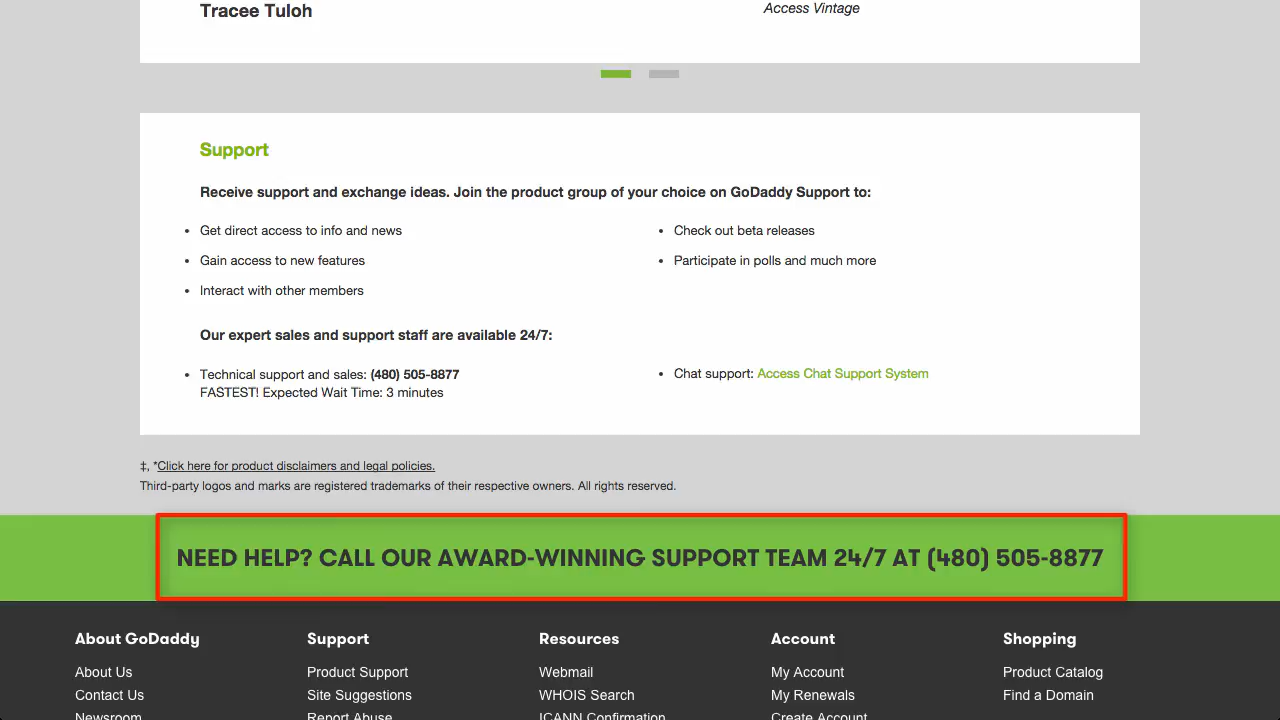 Tracee Tuloh
Access Vintage
Support
Receive support and exchange ideas. Join the product group of your choice on GoDaddy Support to:
• Get direct access to info and news
• Gain access to new features
• Interact with other members
• Check out beta releases
• Participate in polls and much more
Our expert sales and support staff are available 24/7:
• Technical support and sales: (480) 505-8877
FASTEST! Expected Wait Time: 3 minutes
• Chat support: Access Chat Support System
‡, *Click here for product disclaimers and legal policies.
Third-party logos and marks are registered trademarks of their respective owners. All rights reserved.
NEED HELP? CALL OUR AWARD-WINNING SUPPORT TEAM 24/7 AT (480) 505-8877
About GoDaddy
About Us
Contact Us
Newsroom
Support
Product Support
Site Suggestions
Report Abuse
Resources
Webmail
WHOIS Search
ICANN Confirmation
Account
My Account
My Renewals
Create Account
Shopping
Product Catalog
Find a Domain